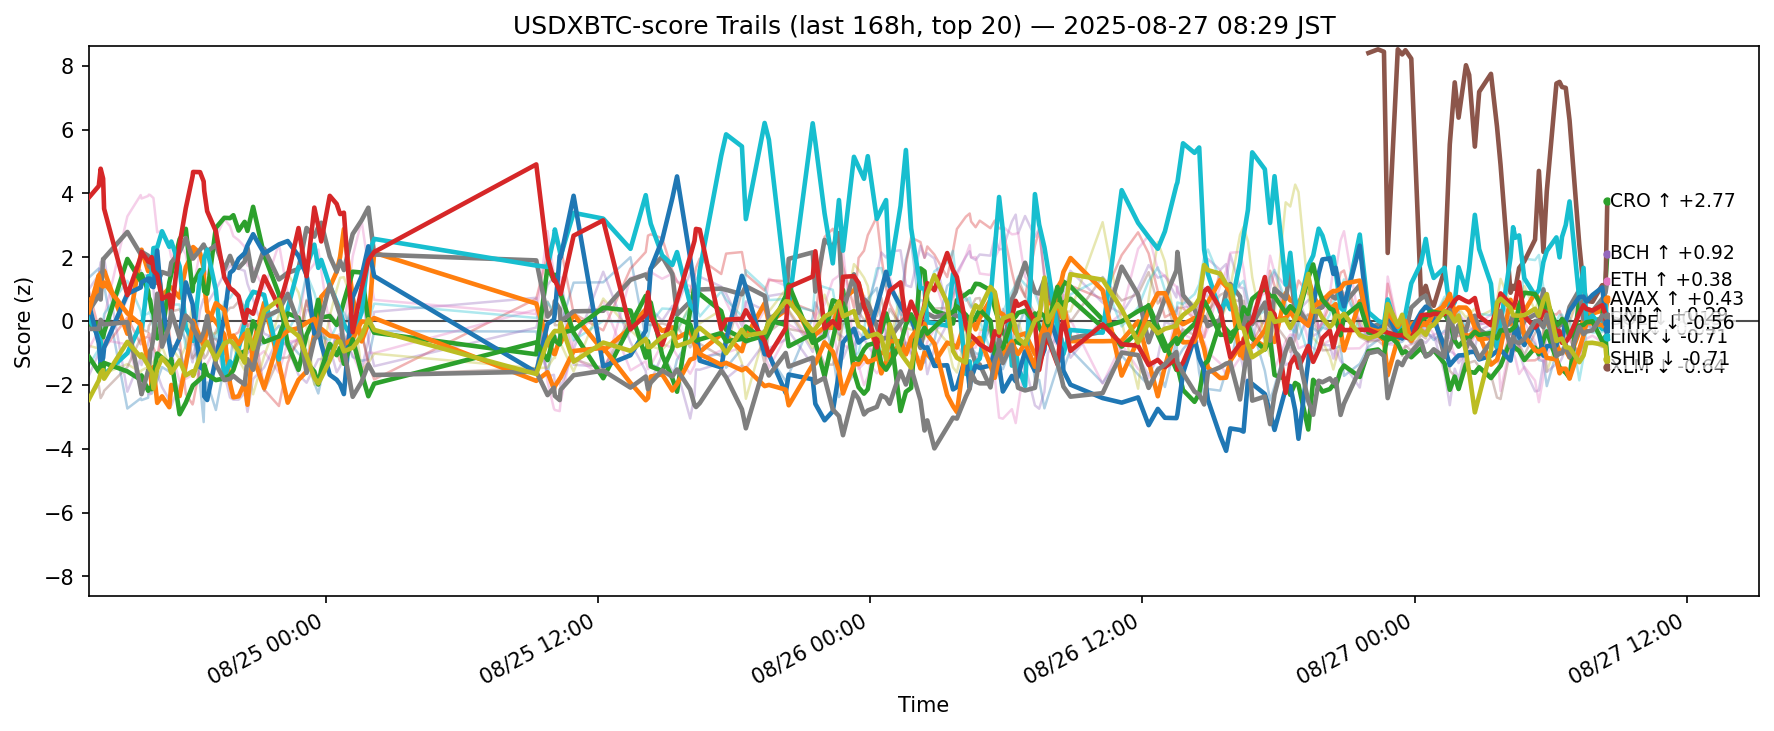 USDXBTC-score Trails (last 168h, top 20) — 2025-08-27 08:29 JST
Score (z)
8
6
4
2
0
−2
−4
−6
−8
CRO ↑ +2.77
BCH ↑ +0.92
ETH ↑ +0.38
AVAX ↑ +0.43
HYPE ↓ -0.56
LINK ↓ -0.71
SHIB ↓ -0.71
XLM ↓
08/25 00:00
08/25 12:00
08/26 00:00
08/26 12:00
08/27 00:00
08/27 12:00
Time